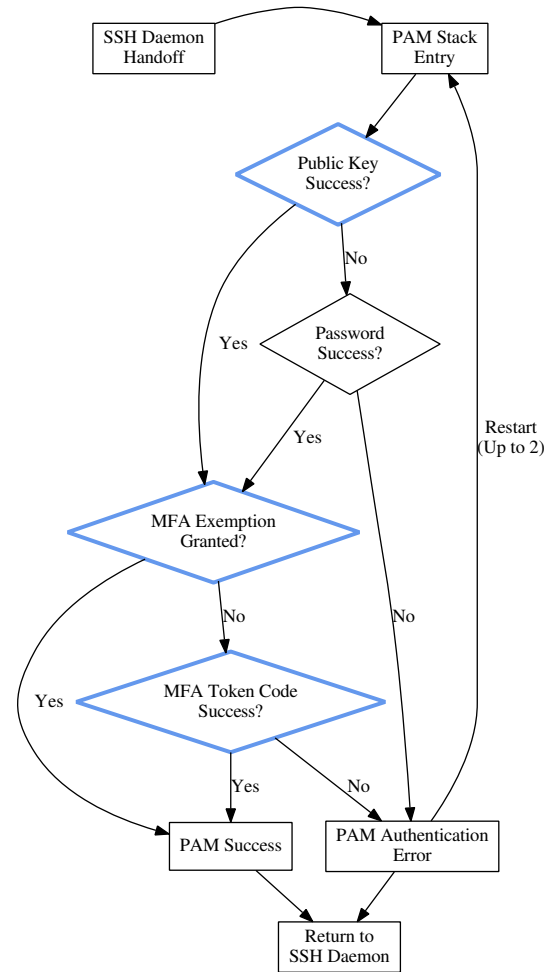 SSH Daemon
Handoff
PAM Stack
Entry
Public Key
Success?
No
Password
Success?
Yes
Yes
Restart
(Up to 2)
MFA Exemption
Granted?
No
No
MFA Token Code
Success?
Yes
Yes
No
PAM Success
PAM Authentication
Error
Return to
SSH Daemon